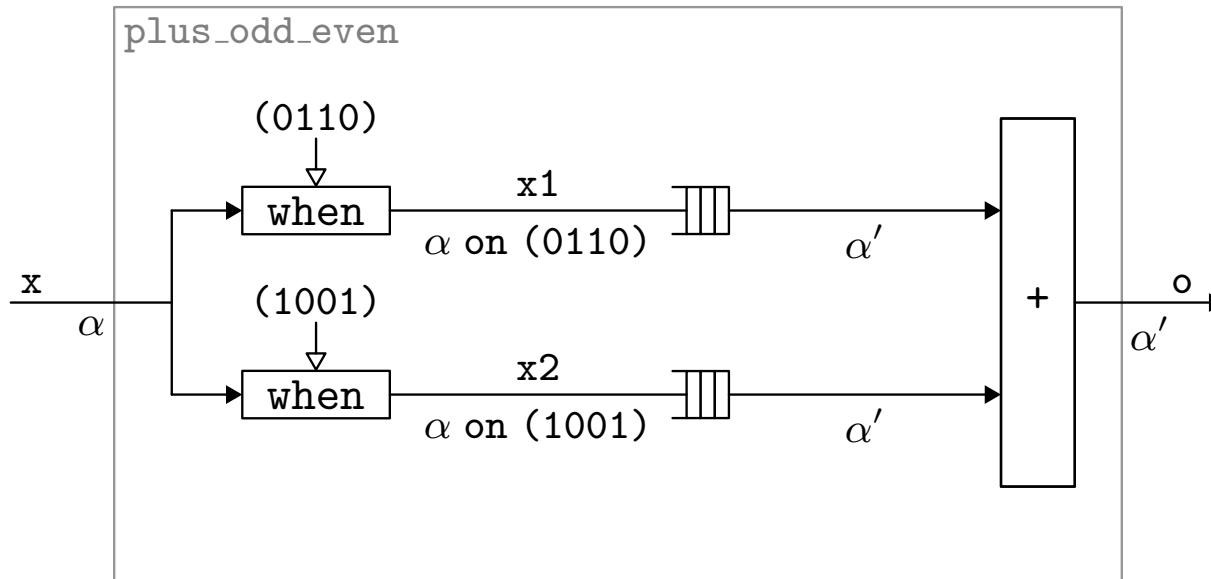 plus_odd_even
(0110)
when
x1
α on (0110)
α′
x
α
(1001)
when
x2
α on (1001)
α′
+
o
α′